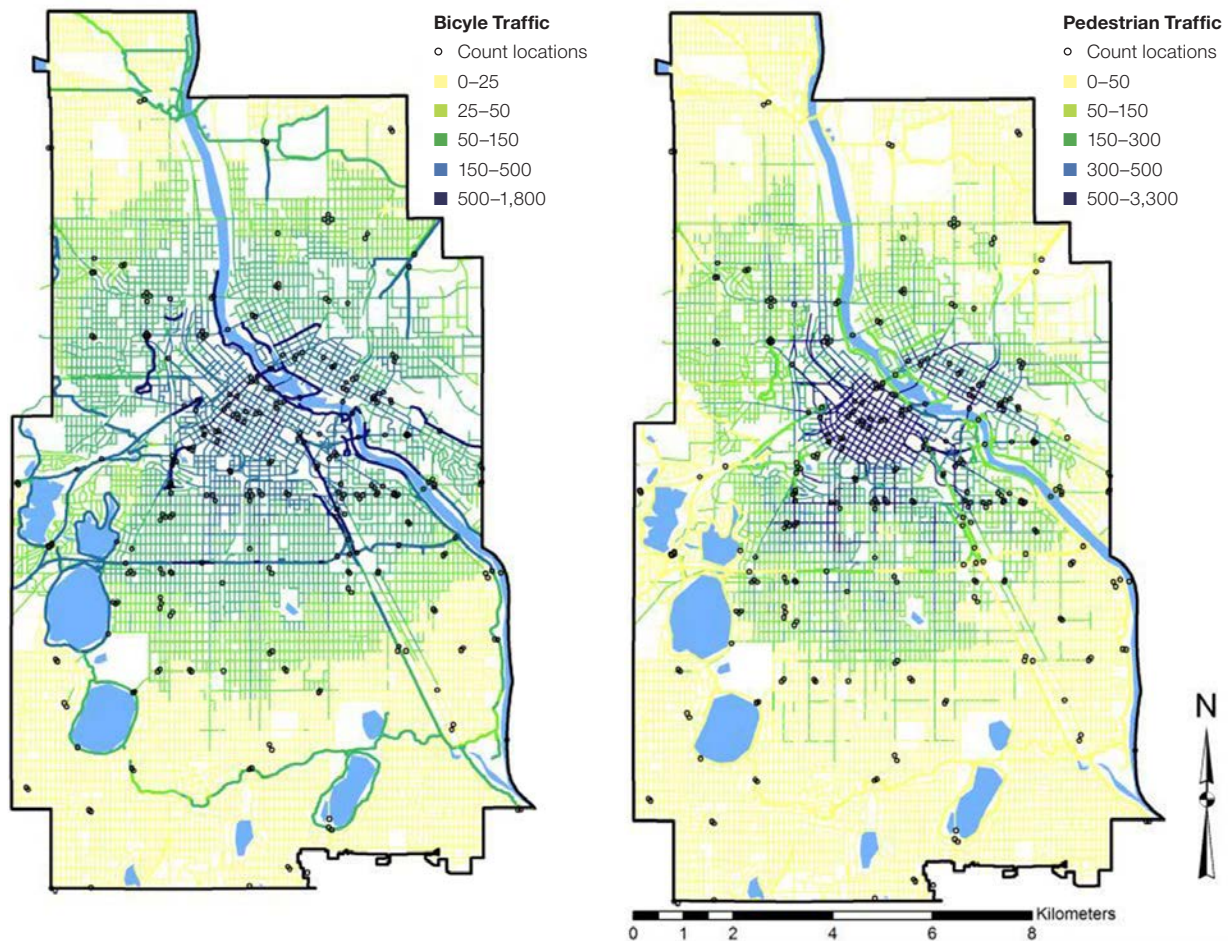 Bicyle Traffic
Count locations
0–25
25–50
50–150
150–500
500–1,800
Pedestrian Traffic
Count locations
0–50
50–150
150–300
300–500
500–3,300
N
Kilometers
0 1 2 4 6 8